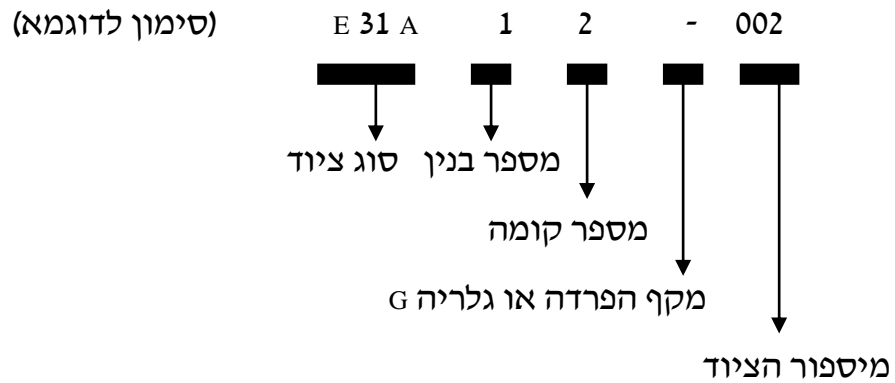 (סימון לדוגמא) E 31 A 1 2 - 002
סוג ציוד מספר בנין
מספר קומה
מקף הפרדה או גלריה G
מיספור הציוד